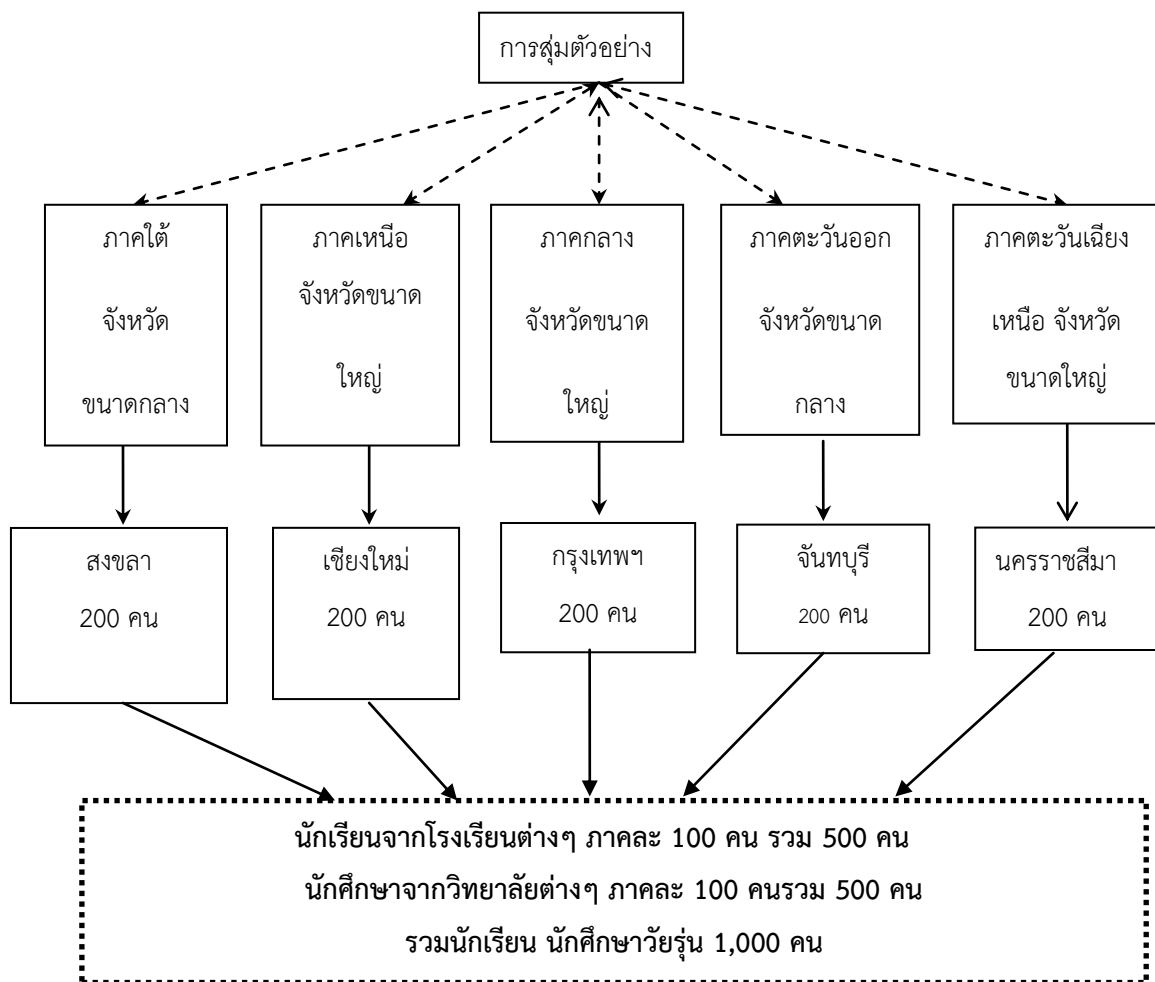 การสุ่มตัวอย่าง
ภาคใต้
จังหวัด
ขนาดกลาง
ภาคเหนือ
จังหวัดขนาด
ใหญ่
ภาคกลาง
จังหวัดขนาด
ใหญ่
ภาคตะวันออก
จังหวัดขนาด
กลาง
ภาคตะวันเฉียง
เหนือ จังหวัด
ขนาดใหญ่
สงขลา
200 คน
เชียงใหม่
200 คน
กรุงเทพฯ
200 คน
จันทบุรี
200 คน
นครราชสีมา
200 คน
นักเรียนจากโรงเรียนต่างๆ ภาคละ 100 คน รวม 500 คน
นักศึกษาจากวิทยาลัยต่างๆ ภาคละ 100 คนรวม 500 คน
รวมนักเรียน นักศึกษาวัยรุ่น 1,000 คน